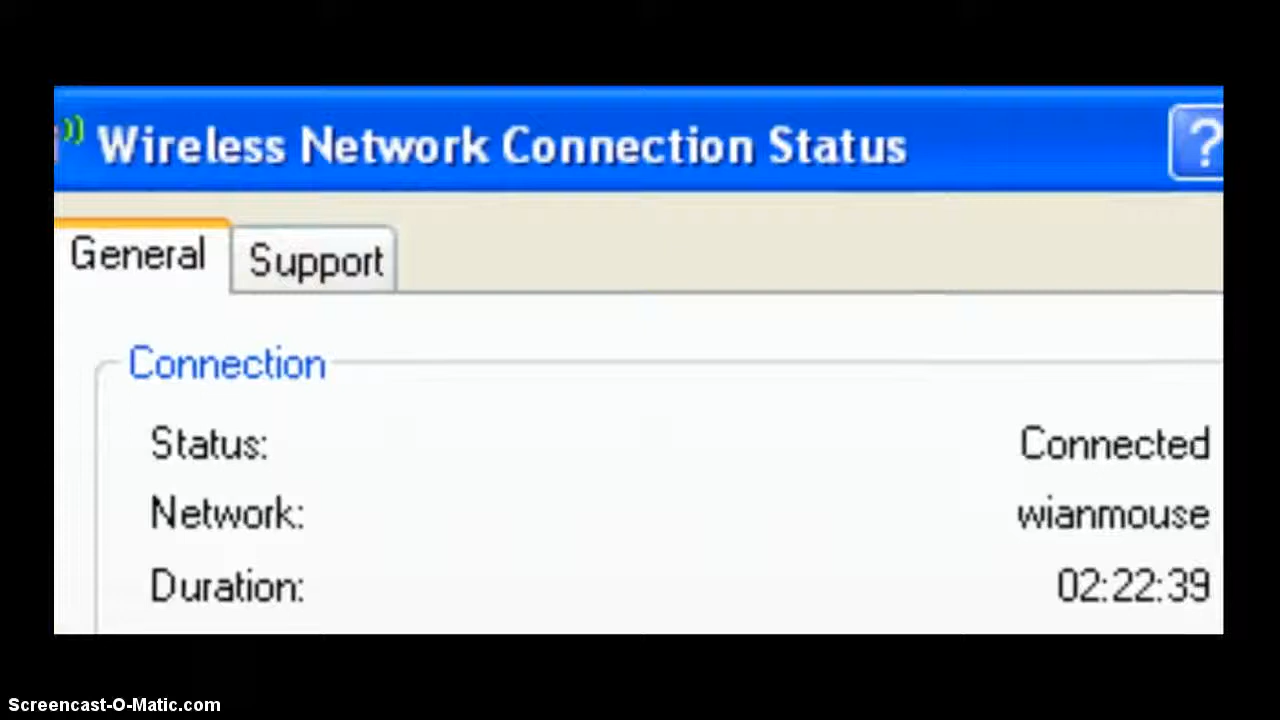 Wireless Network Connection Status ?
General Support
Connection
Status: Connected
Network: wianmouse
Duration: 02:22:39
Screencast-O-Matic.com